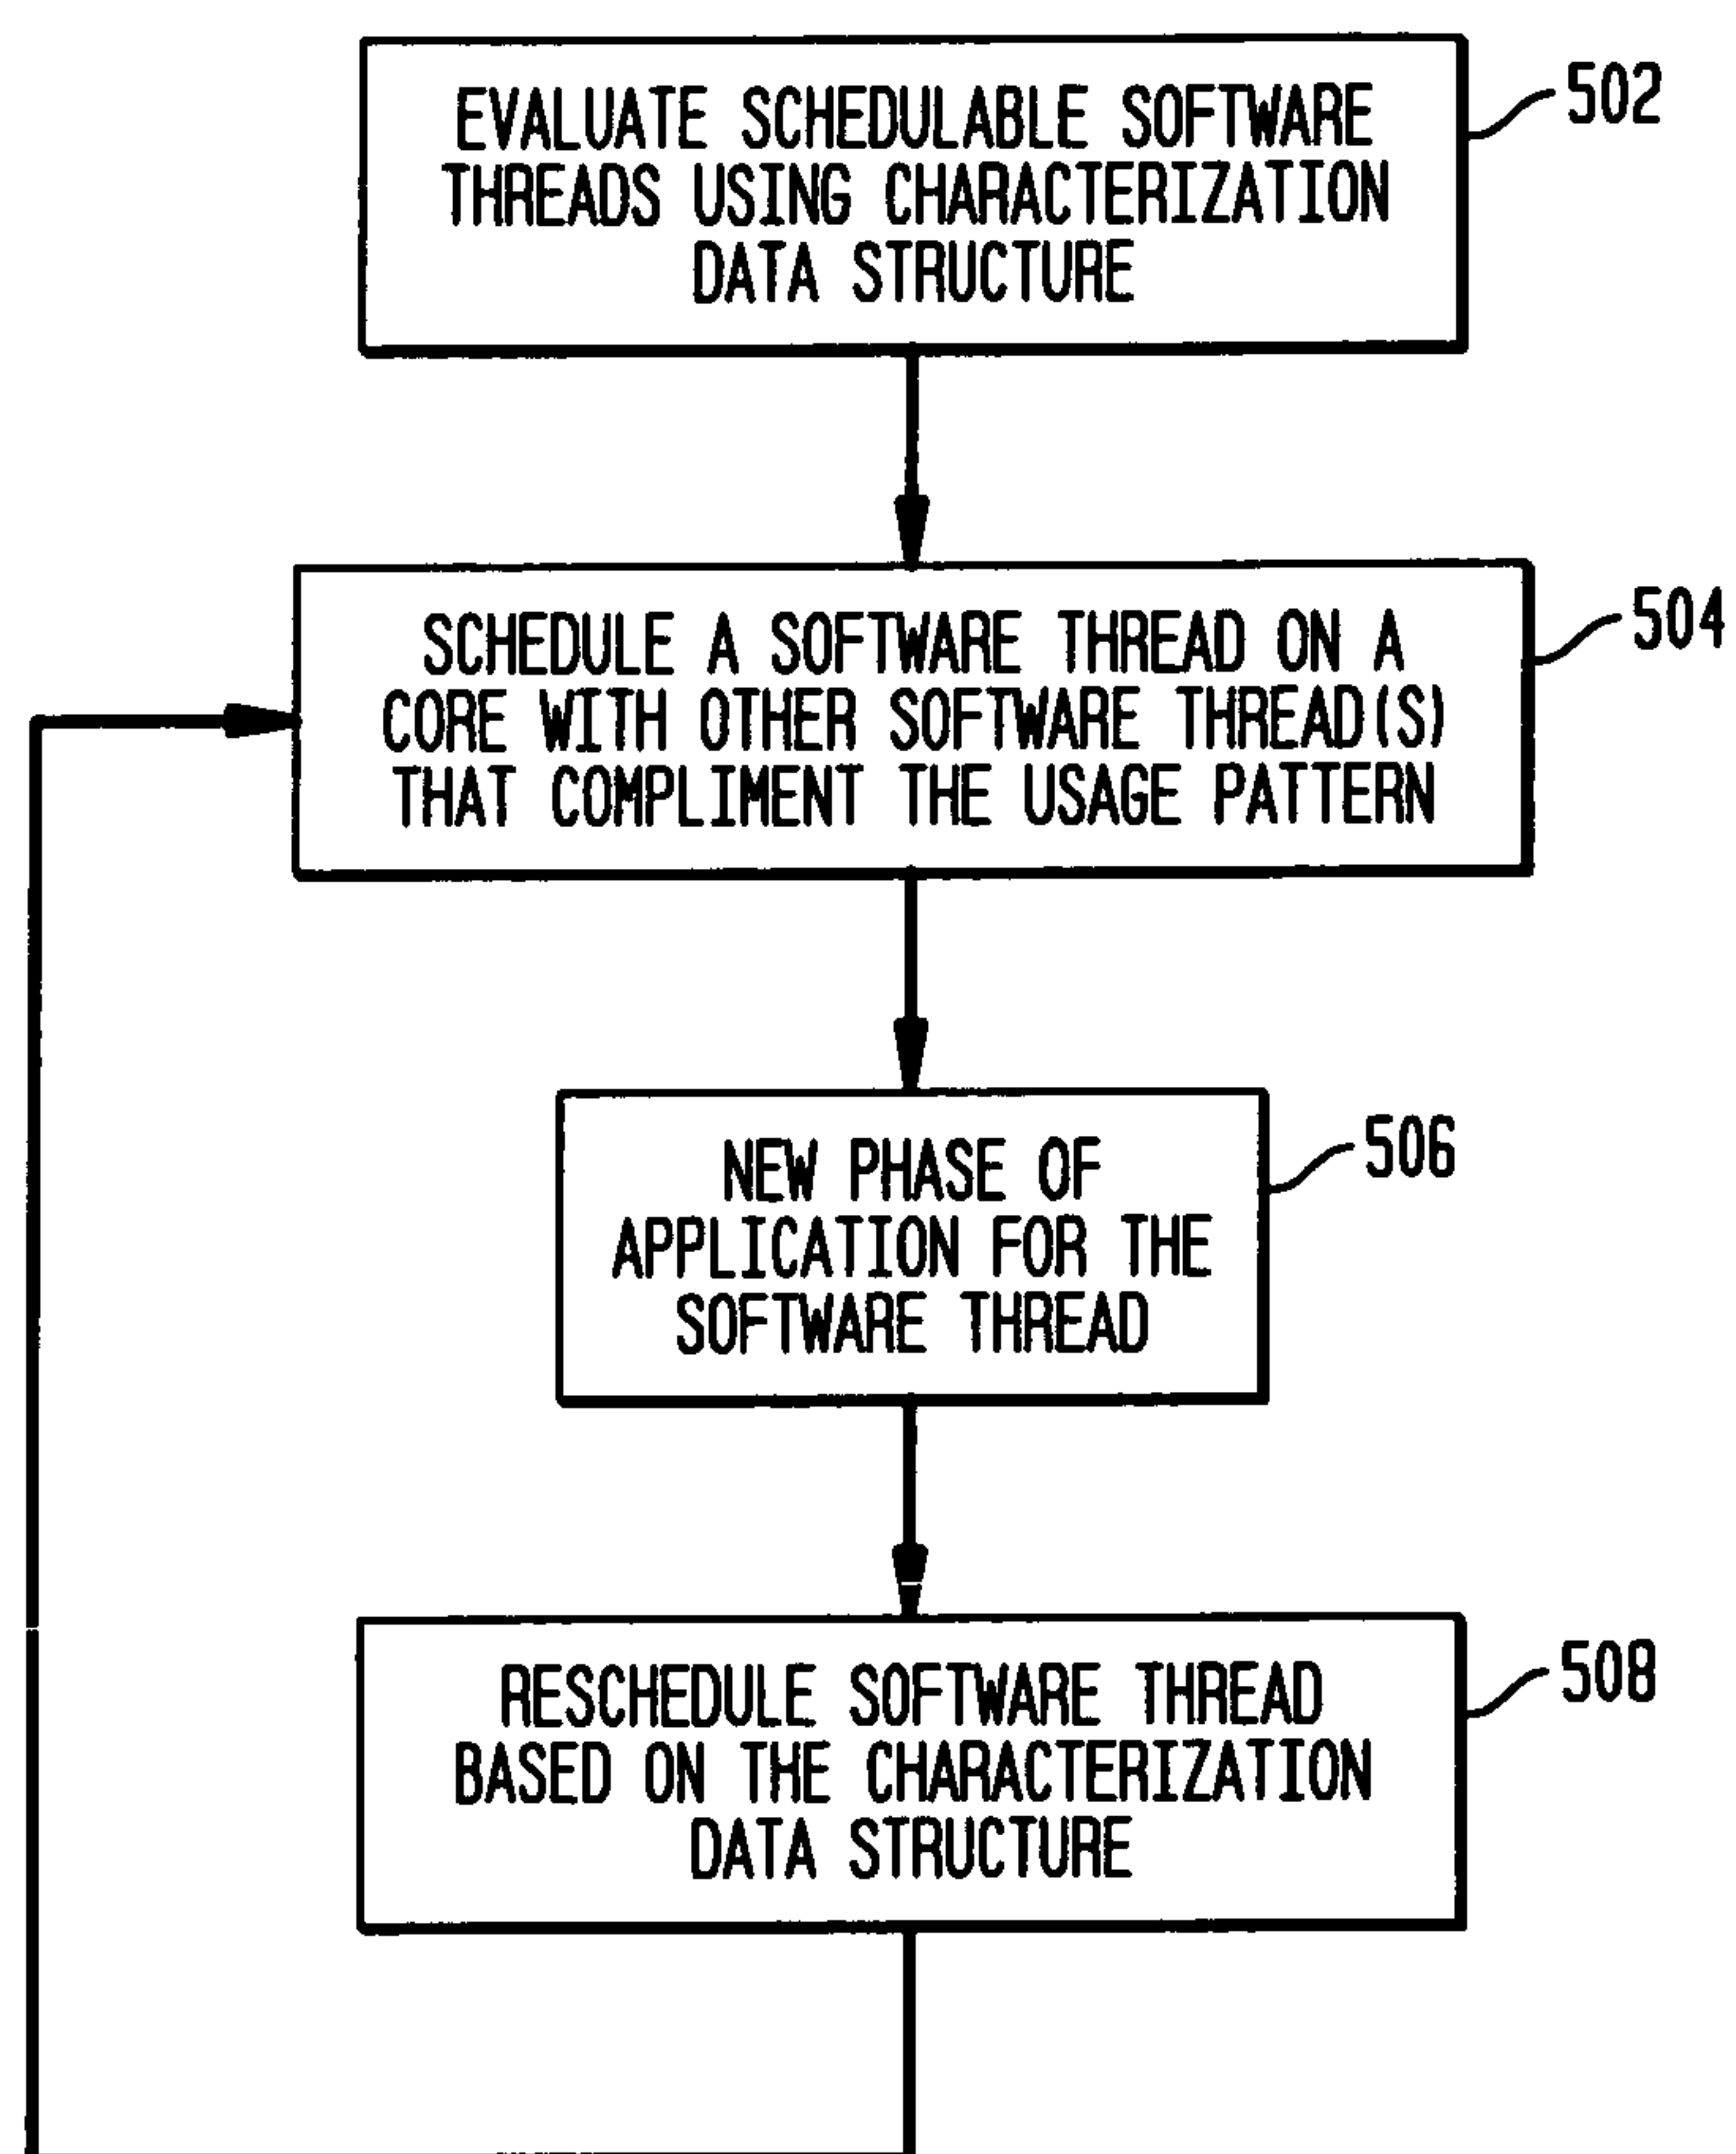 EVALUATE SCHEDULABLE SOFTWARE
THREADS USING CHARACTERIZATION
DATA STRUCTURE
502
SCHEDULE A SOFTWARE THREAD ON A
CORE WITH OTHER SOFTWARE THREAD(S)
THAT COMPLIMENT THE USAGE PATTERN
504
NEW PHASE OF
APPLICATION FOR THE
SOFTWARE THREAD
506
RESCHEDULE SOFTWARE THREAD
BASED ON THE CHARACTERIZATION
DATA STRUCTURE
508